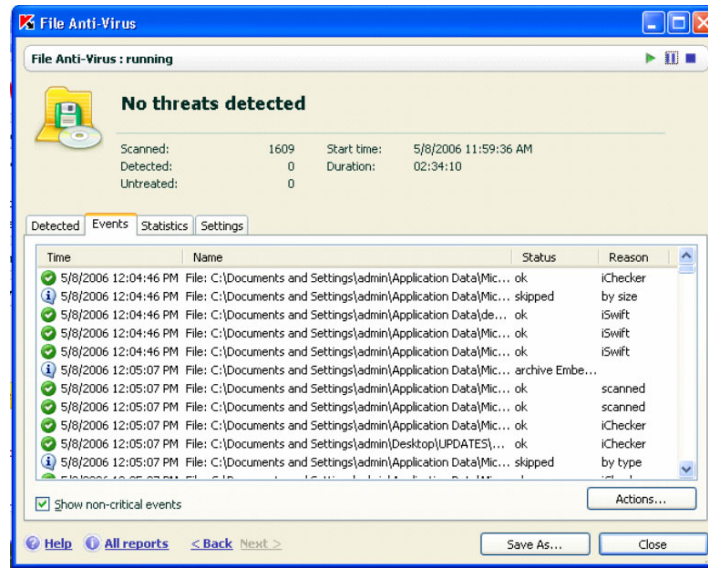 File Anti-Virus
File Anti-Virus : running
No threats detected
Scanned: 1609 Start time: 5/8/2006 11:59:36 AM
Detected: 0 Duration: 02:34:10
Untreated: 0
Detected Events Statistics Settings
Time Name Status Reason
5/8/2006 12:04:46 PM File: C:\Documents and Settings\admin\Application Data\Mic... ok iChecker
5/8/2006 12:04:46 PM File: C:\Documents and Settings\admin\Application Data\Mic... skipped by size
5/8/2006 12:04:46 PM File: C:\Documents and Settings\admin\Application Data\de... ok iSwift
5/8/2006 12:04:46 PM File: C:\Documents and Settings\admin\Application Data\Mic... ok iSwift
5/8/2006 12:04:46 PM File: C:\Documents and Settings\admin\Application Data\Mic... ok iSwift
5/8/2006 12:05:07 PM File: C:\Documents and Settings\admin\Application Data\Mic... archive Embe...
5/8/2006 12:05:07 PM File: C:\Documents and Settings\admin\Application Data\Mic... ok scanned
5/8/2006 12:05:07 PM File: C:\Documents and Settings\admin\Application Data\Mic... ok scanned
5/8/2006 12:05:07 PM File: C:\Documents and Settings\admin\Application Data\Mic... ok iChecker
5/8/2006 12:05:07 PM File: C:\Documents and Settings\admin\Desktop\UPDATES\... ok iChecker
5/8/2006 12:05:07 PM File: C:\Documents and Settings\admin\Application Data\Mic... skipped by type
Show non-critical events Actions...
Help All reports < Back Next > Save As... Close